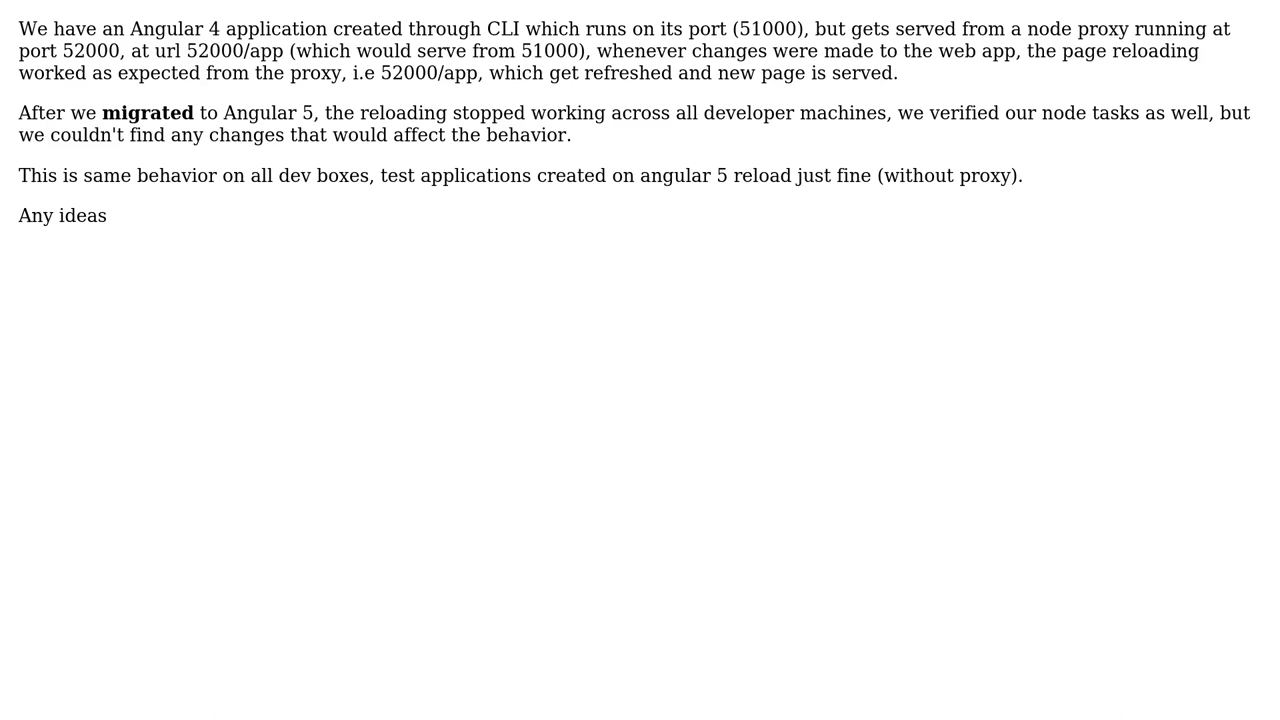 We have an Angular 4 application created through CLI which runs on its port (51000), but gets served from a node proxy running at
port 52000, at url 52000/app (which would serve from 51000), whenever changes were made to the web app, the page reloading
worked as expected from the proxy, i.e 52000/app, which get refreshed and new page is served.
After we migrated to Angular 5, the reloading stopped working across all developer machines, we verified our node tasks as well, but
we couldn't find any changes that would affect the behavior.
This is same behavior on all dev boxes, test applications created on angular 5 reload just fine (without proxy).
Any ideas